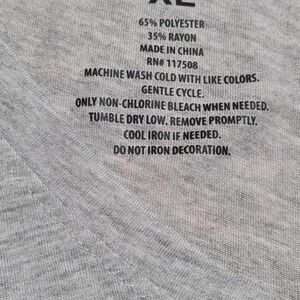 XL
65% POLYESTER
35% RAYON
MADE IN CHINA
RN# 117508
MACHINE WASH COLD WITH LIKE COLORS.
GENTLE CYCLE.
ONLY NON-CHLORINE BLEACH WHEN NEEDED.
TUMBLE DRY LOW. REMOVE PROMPTLY.
COOL IRON IF NEEDED.
DO NOT IRON DECORATION.